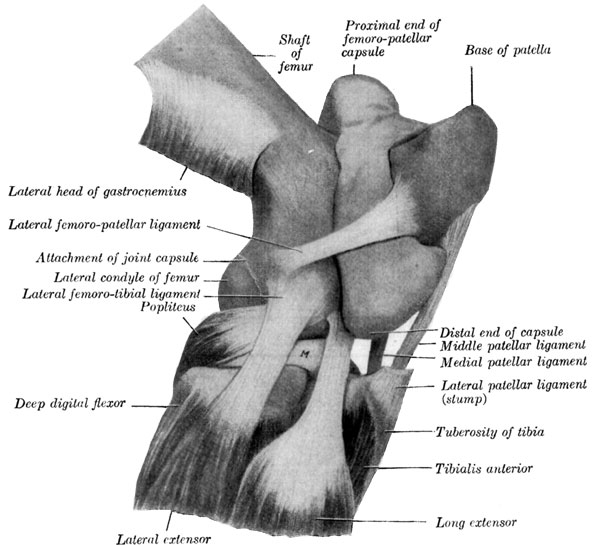 Proximal end of
femoro-patellar
capsule
Shaft
of
femur
Base of patella
Lateral head of gastrocnemius
Lateral femoro-patellar ligament
Attachment of joint capsule
Lateral condyle of femur
Lateral femoro-tibial ligament
Popliteus
M
Distal end of capsule
Middle patellar ligament
Medial patellar ligament
Lateral patellar ligament
(stump)
Deep digital flexor
Tuberosity of tibia
Tibialis anterior
Long extensor
Lateral extensor